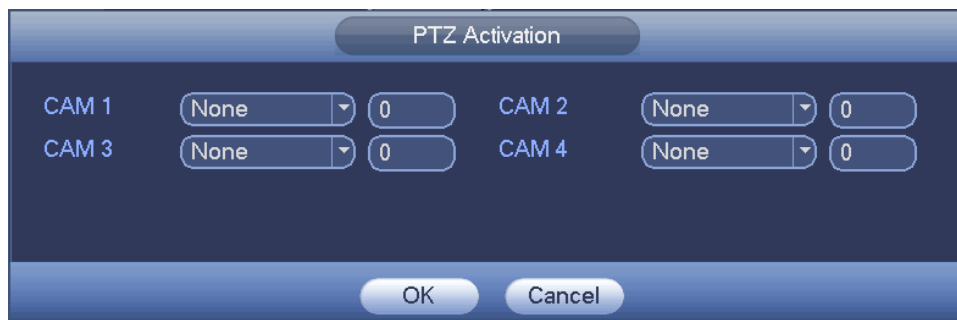 PTZ Activation
CAM 1 None 0 CAM 2 None 0
CAM 3 None 0 CAM 4 None 0
OK Cancel